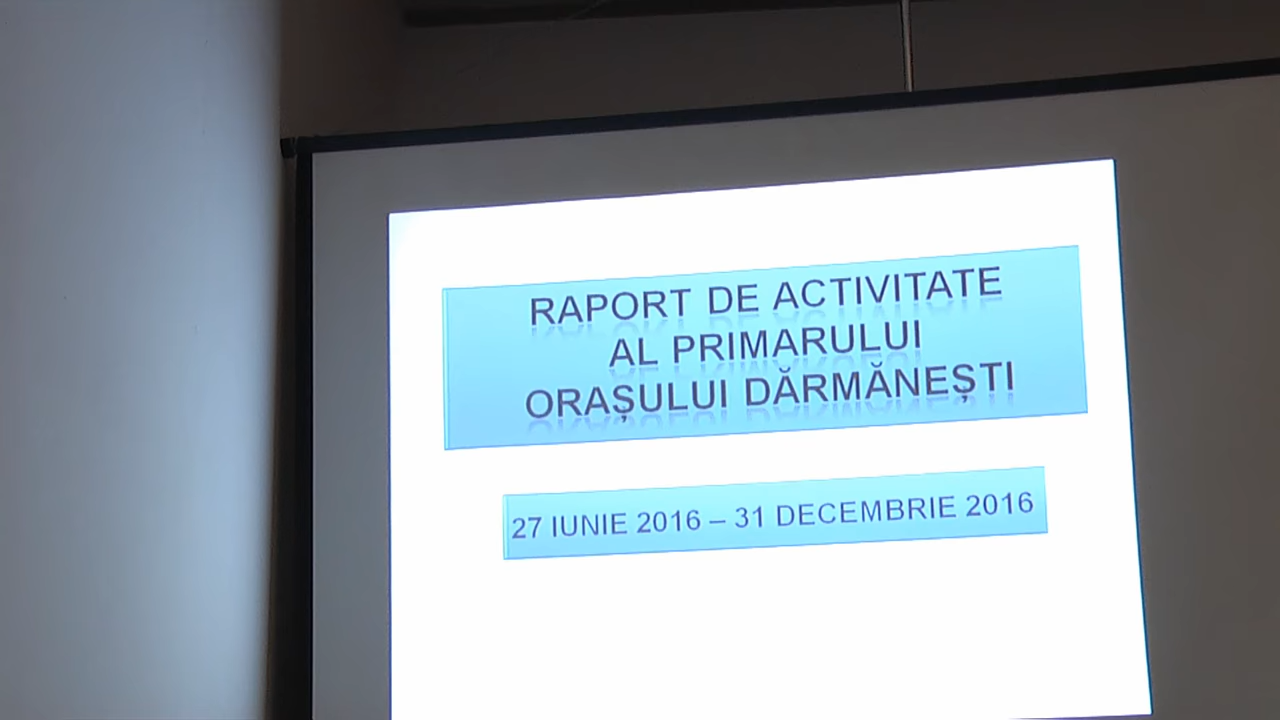 RAPORT DE ACTIVITATE
AL PRIMARULUI
ORAȘULUI DĂRMĂNEȘTI
27 IUNIE 2016 – 31 DECEMBRIE 2016